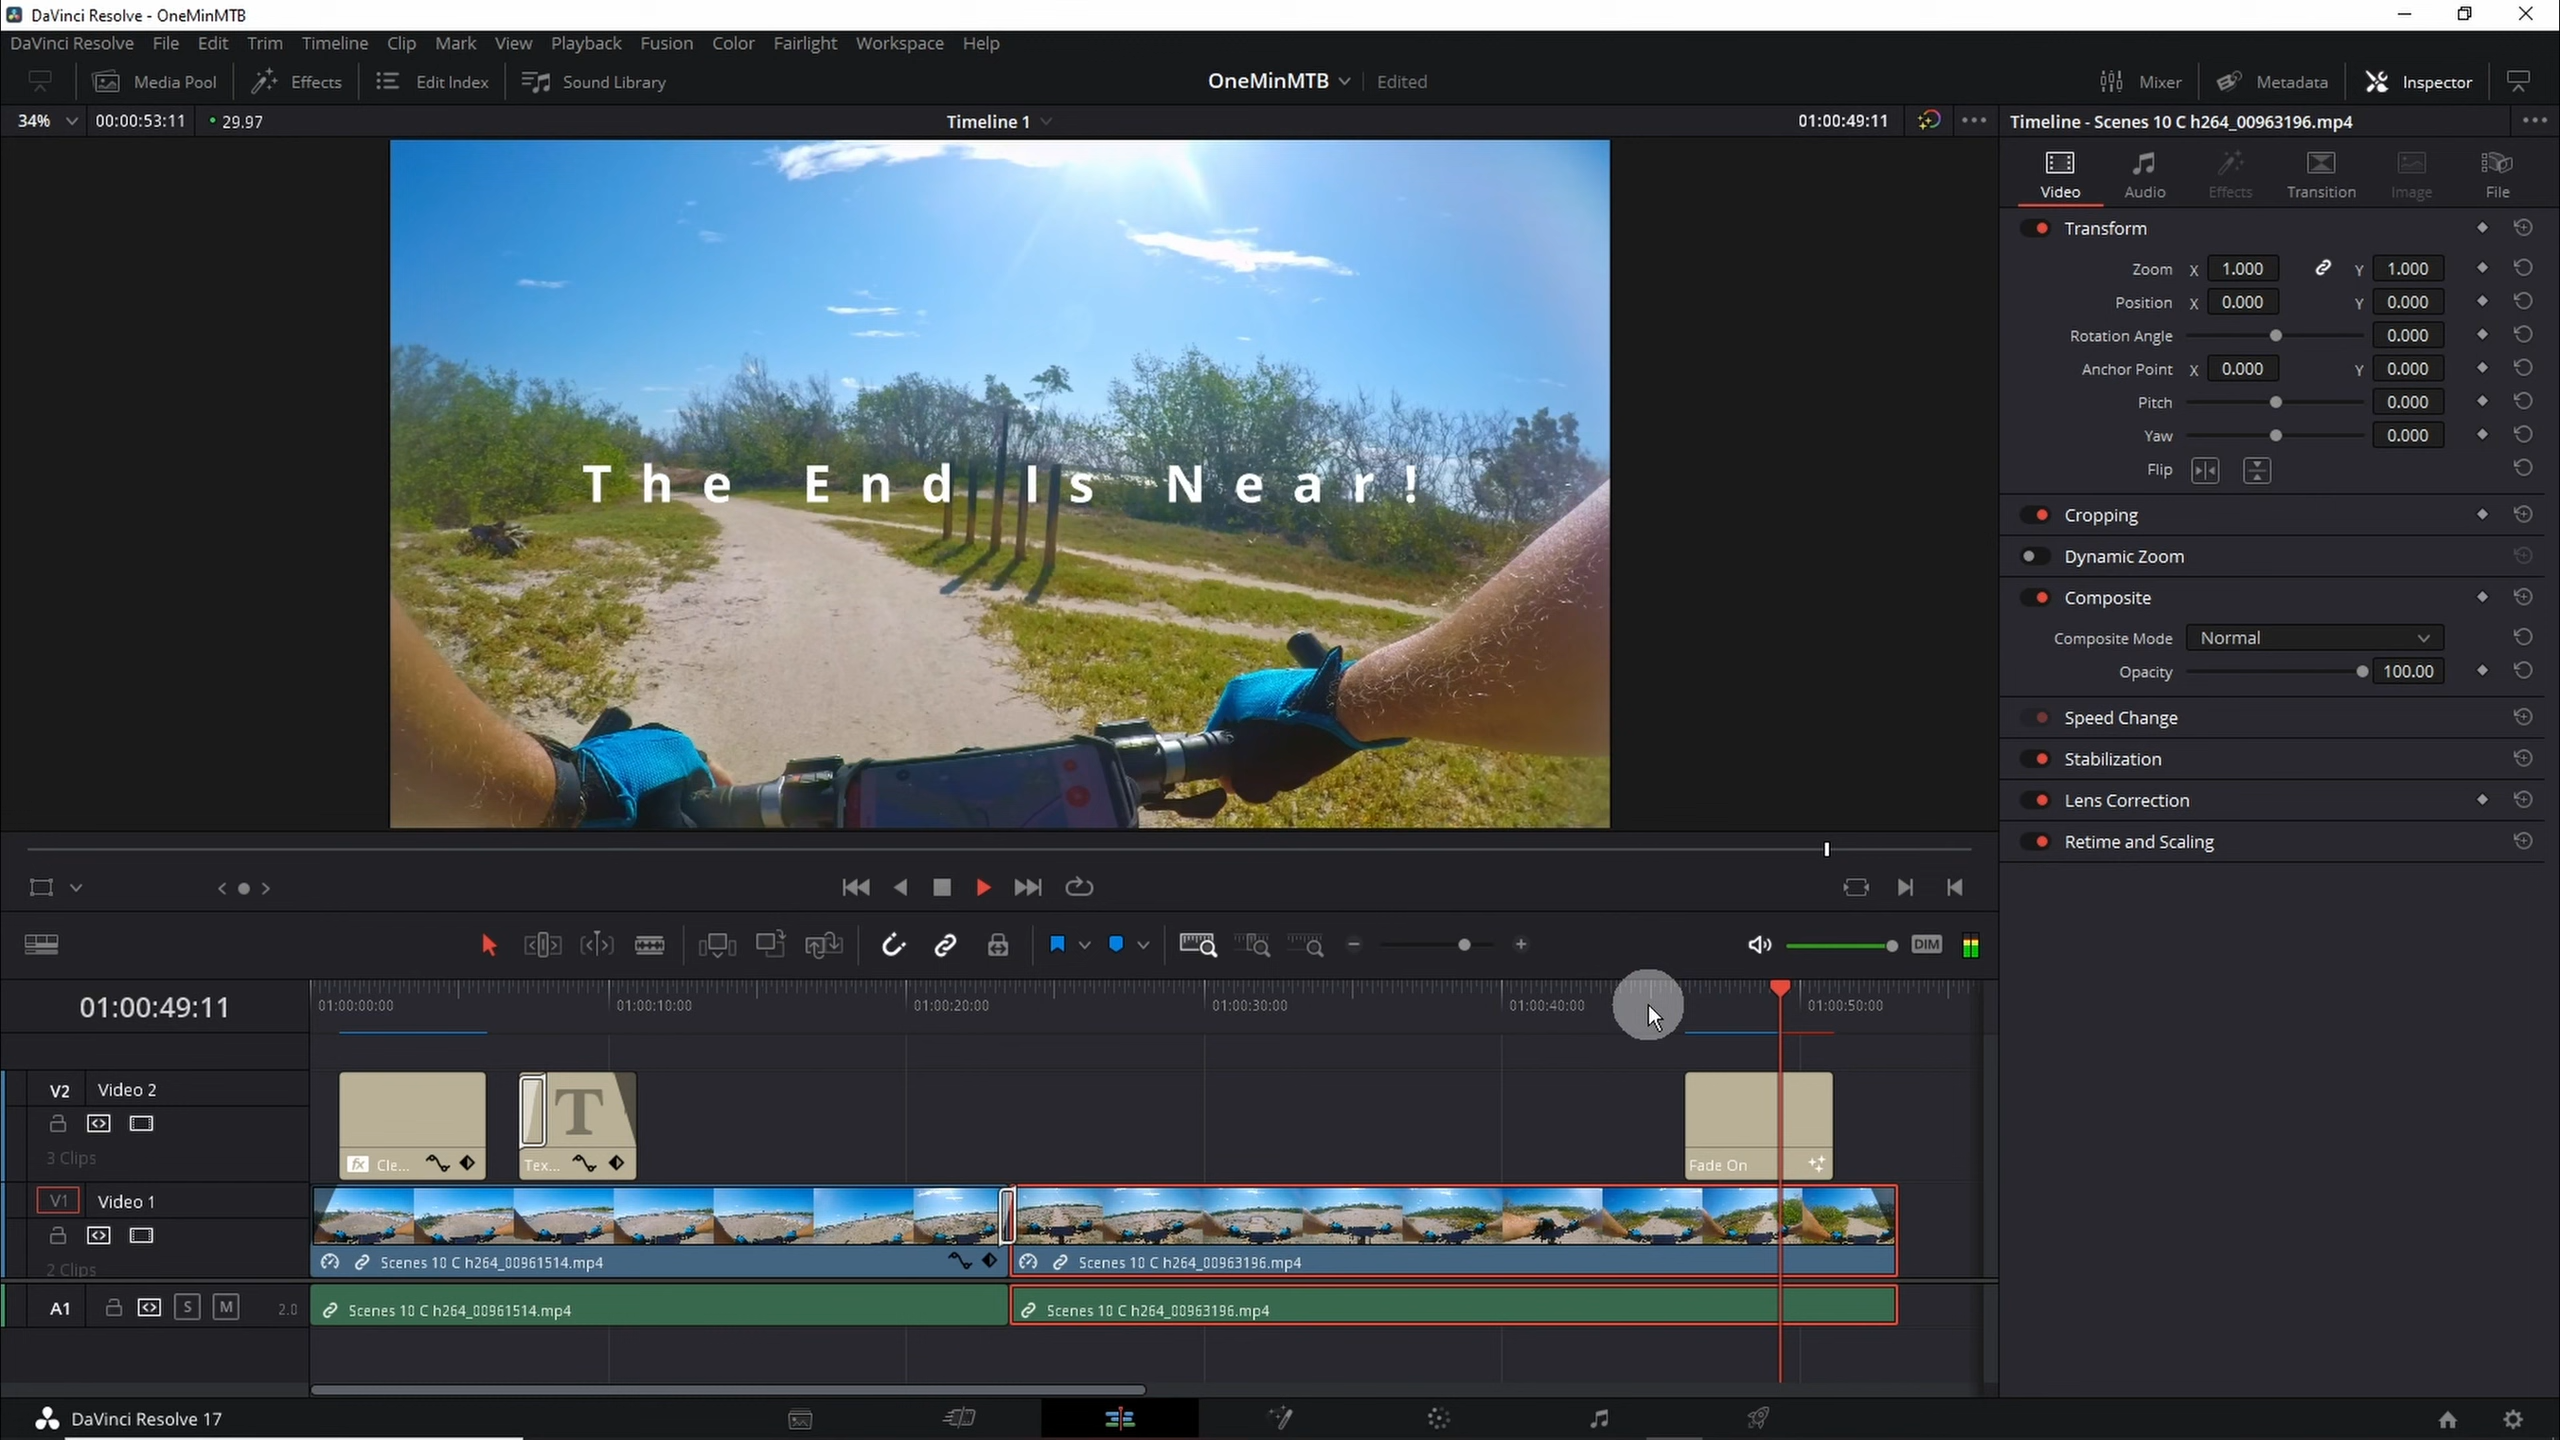 DaVinci Resolve - OneMinMTB
DaVinci Resolve File Edit Trim Timeline Clip Mark View Playback Fusion Color Fairlight Workspace Help
Media Pool Effects Edit Index Sound Library OneMinMTB Edited Mixer Metadata Inspector
34% 00:00:53:11 29.97 Timeline 1 01:00:49:11 Timeline - Scenes 10 C h264_00963196.mp4
Video Audio Effects Transition Image File
Transform
Zoom X 1.000 Y 1.000
Position X 0.000 Y 0.000
Rotation Angle 0.000
Anchor Point X 0.000 Y 0.000
Pitch 0.000
Yaw 0.000
Flip
The End Is Near!
Cropping
Dynamic Zoom
Composite
Composite Mode Normal
Opacity 100.00
Speed Change
Stabilization
Lens Correction
Retime and Scaling
DIM
01:00:49:11 01:00:00:00 01:00:10:00 01:00:20:00 01:00:30:00 01:00:40:00 01:00:50:00
V2 Video 2
T
3 Clips
fx Cle... Tex... Fade On
V1 Video 1
2 Clips
Scenes 10 C h264_00961514.mp4 Scenes 10 C h264_00963196.mp4
A1 S M 2.0 Scenes 10 C h264_00961514.mp4 Scenes 10 C h264_00963196.mp4
DaVinci Resolve 17